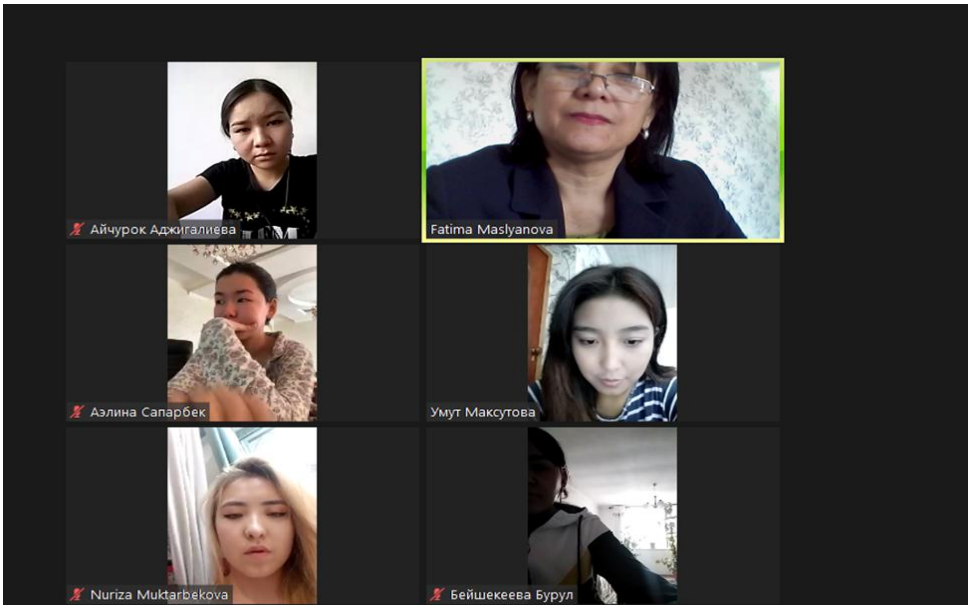 Айчурок Аджигалиева
Fatima Maslyanova
Аэлина Сапарбек
Умут Максутова
Nuriza Muktarbekova
Бейшекеева Бурул